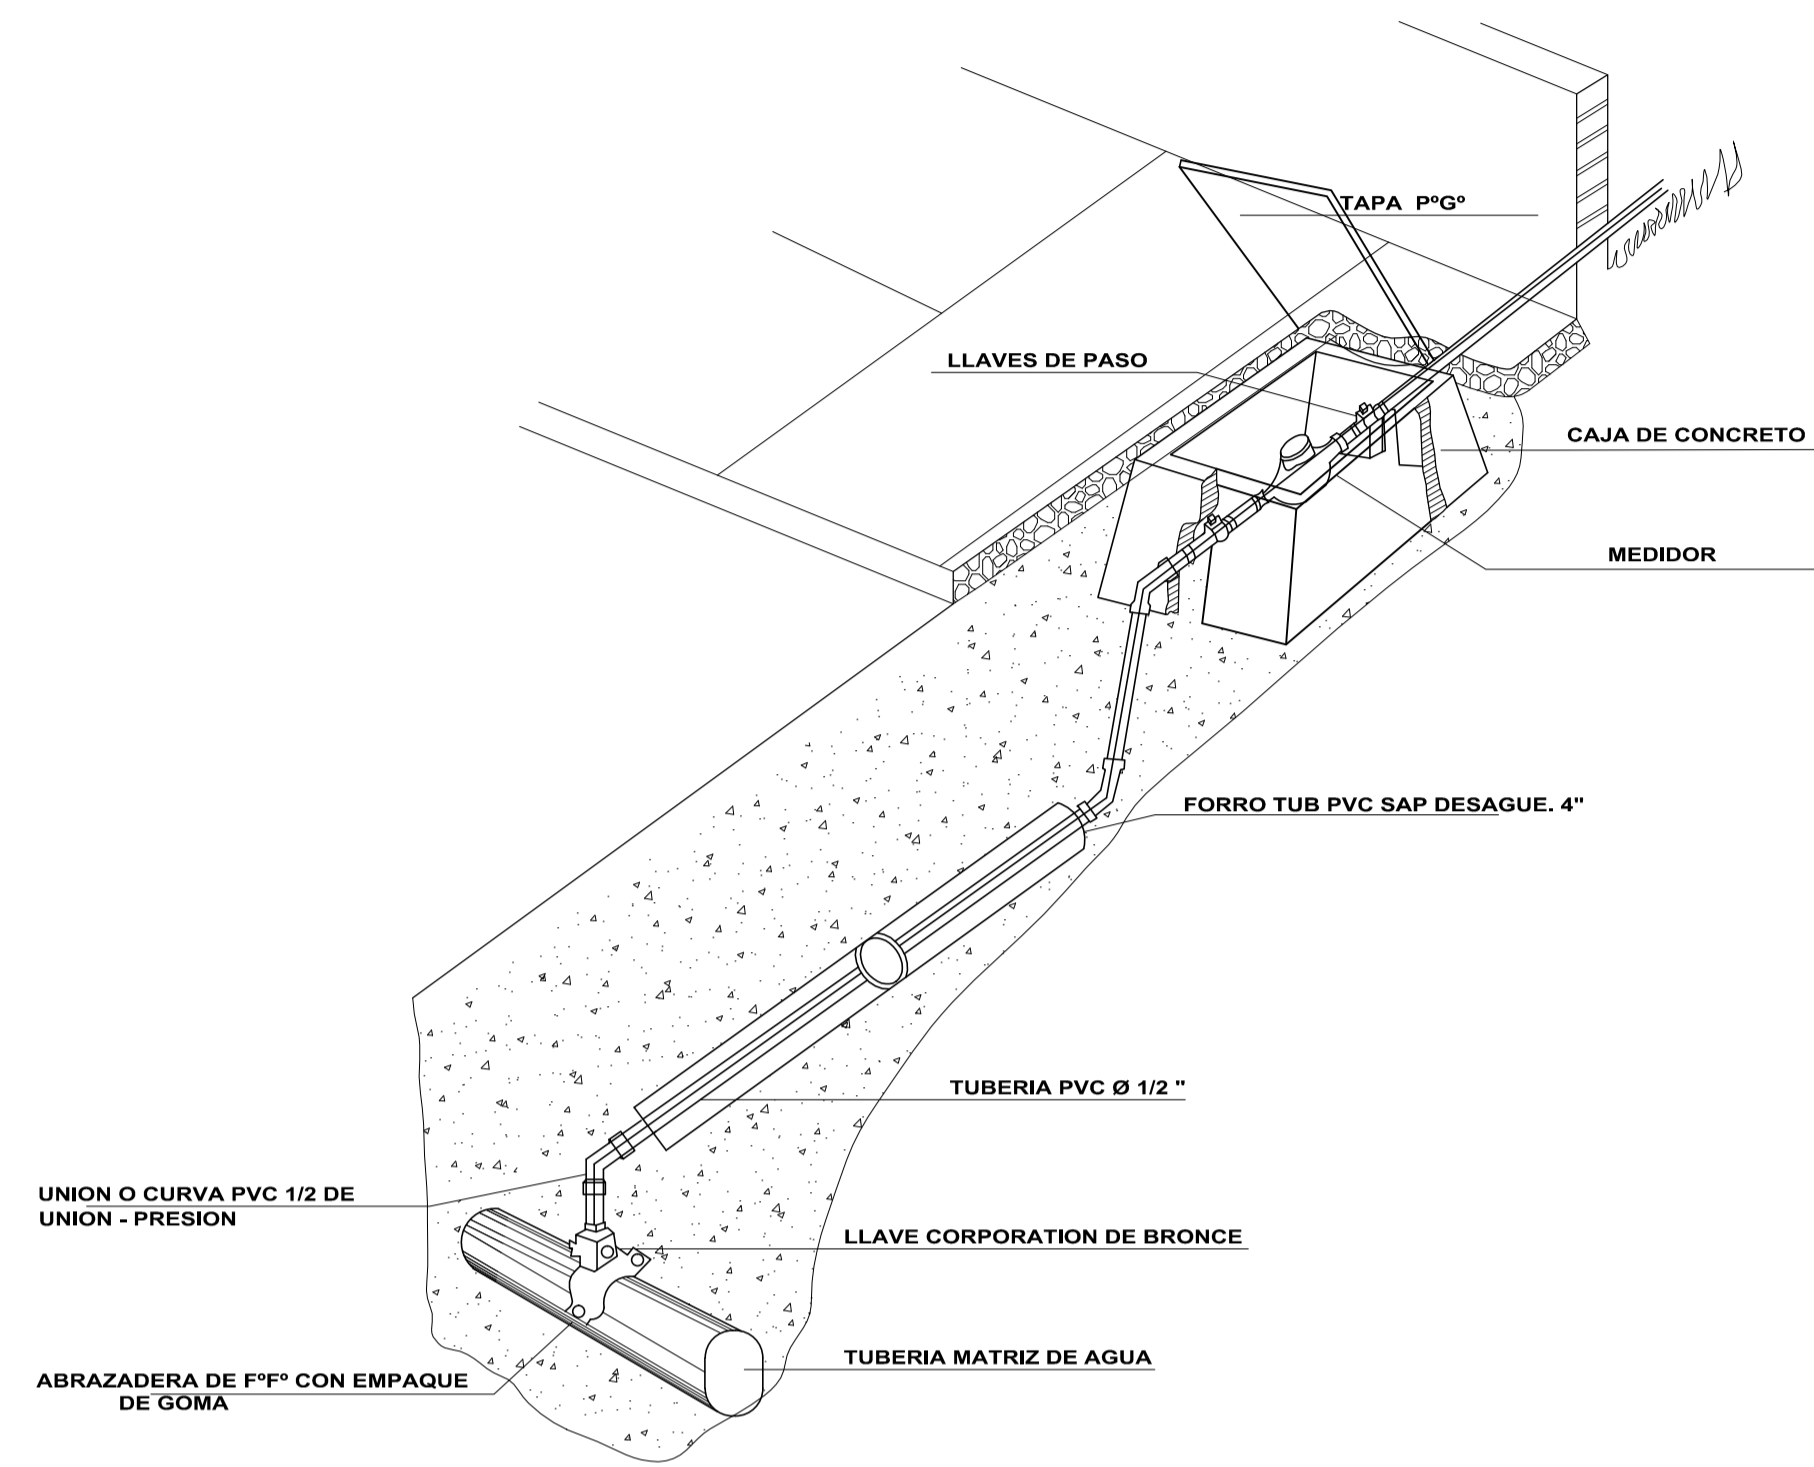 TAPA PºGº
LLAVES DE PASO
CAJA DE CONCRETO
MEDIDOR
FORRO TUB PVC SAP DESAGUE. 4"
TUBERIA PVC Ø 1/2 "
UNION O CURVA PVC 1/2 DE
UNION - PRESION
LLAVE CORPORATION DE BRONCE
TUBERIA MATRIZ DE AGUA
ABRAZADERA DE FºFº CON EMPAQUE
DE GOMA